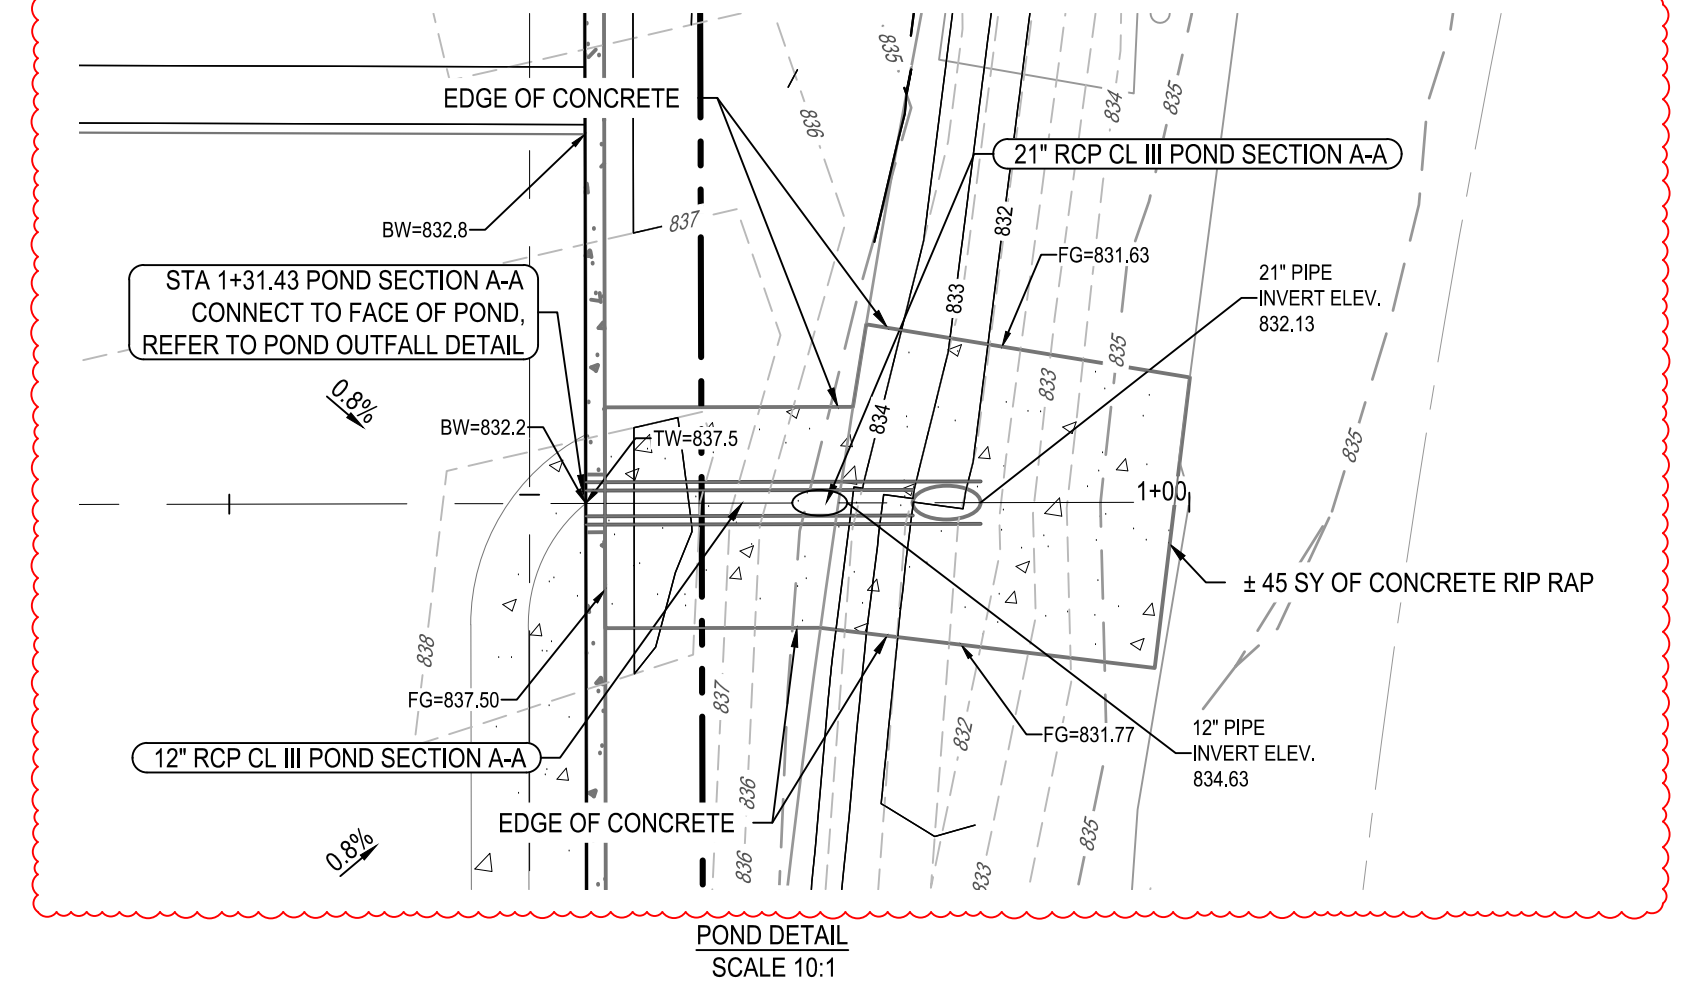 835
834
835
EDGE OF CONCRETE
836
21" RCP CL III POND SECTION A-A
837
832
BW=832.8
FG=831.63
STA 1+31.43 POND SECTION A-A
CONNECT TO FACE OF POND,
REFER TO POND OUTFALL DETAIL
21" PIPE
INVERT ELEV.
832.13
833
835
833
0.8%
834
BW=832.2
TW=837.5
835
1+00
± 45 SY OF CONCRETE RIP RAP
838
FG=837.50
837
832
FG=831.77
12" PIPE
INVERT ELEV.
834.63
12" RCP CL III POND SECTION A-A
836
EDGE OF CONCRETE
835
0.8%
836
833
POND DETAIL
SCALE 10:1